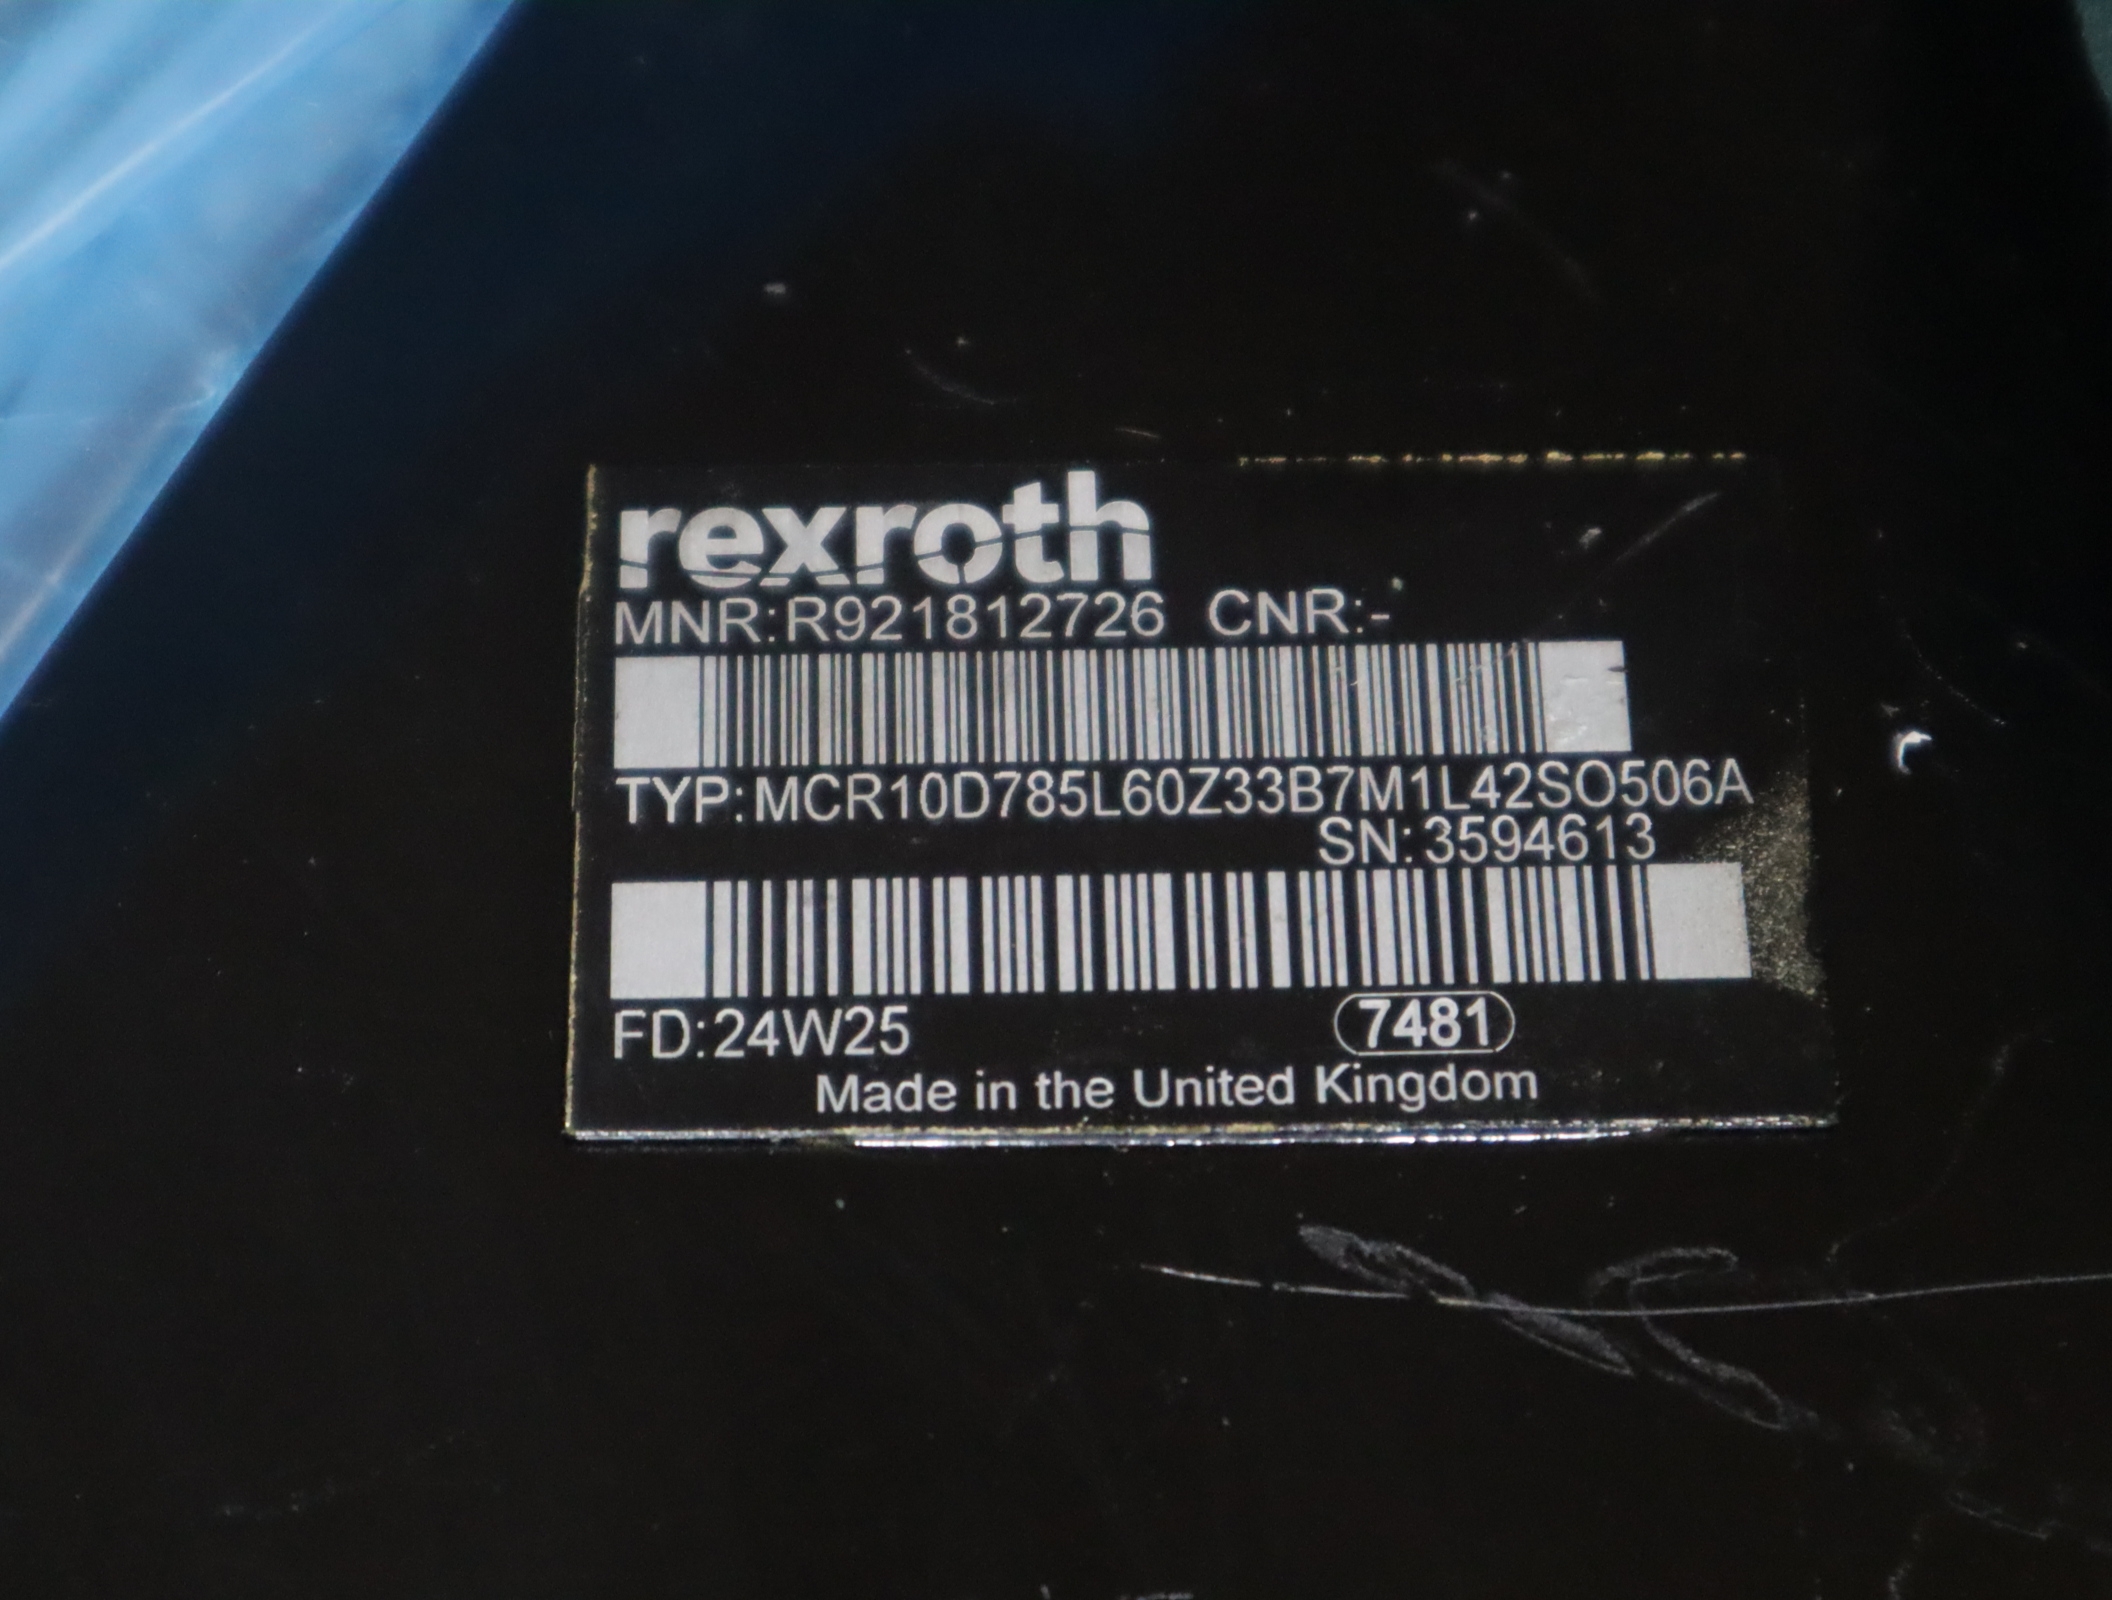 rexroth
MNR:R921812726 CNR:-
TYP:MCR10D785L60Z33B7M1L42SO506A
SN:3594613
FD:24W25 7481
Made in the United Kingdom